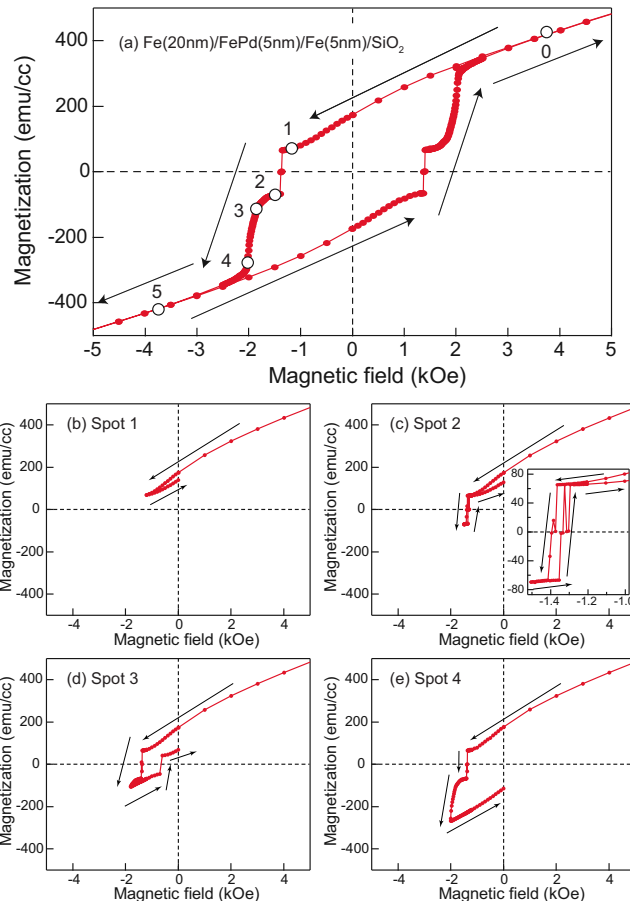 (a) Fe(20nm)/FePd(5nm)/Fe(5nm)/SiO₂
Magnetization (emu/cc)
400
200
0
-200
-400
0
1
2
3
4
5
-5 -4 -3 -2 -1 0 1 2 3 4 5
Magnetic field (kOe)
(b) Spot 1
Magnetization (emu/cc)
400
200
0
-200
-400
-4 -2 0 2 4
Magnetic field (kOe)
(c) Spot 2
Magnetization (emu/cc)
400
200
0
-200
-400
80
40
0
-40
-80
-1.4 -1.2 -1.0
-4 -2 0 2 4
Magnetic field (kOe)
(d) Spot 3
Magnetization (emu/cc)
400
200
0
-200
-400
-4 -2 0 2 4
Magnetic field (kOe)
(e) Spot 4
Magnetization (emu/cc)
400
200
0
-200
-400
-4 -2 0 2 4
Magnetic field (kOe)